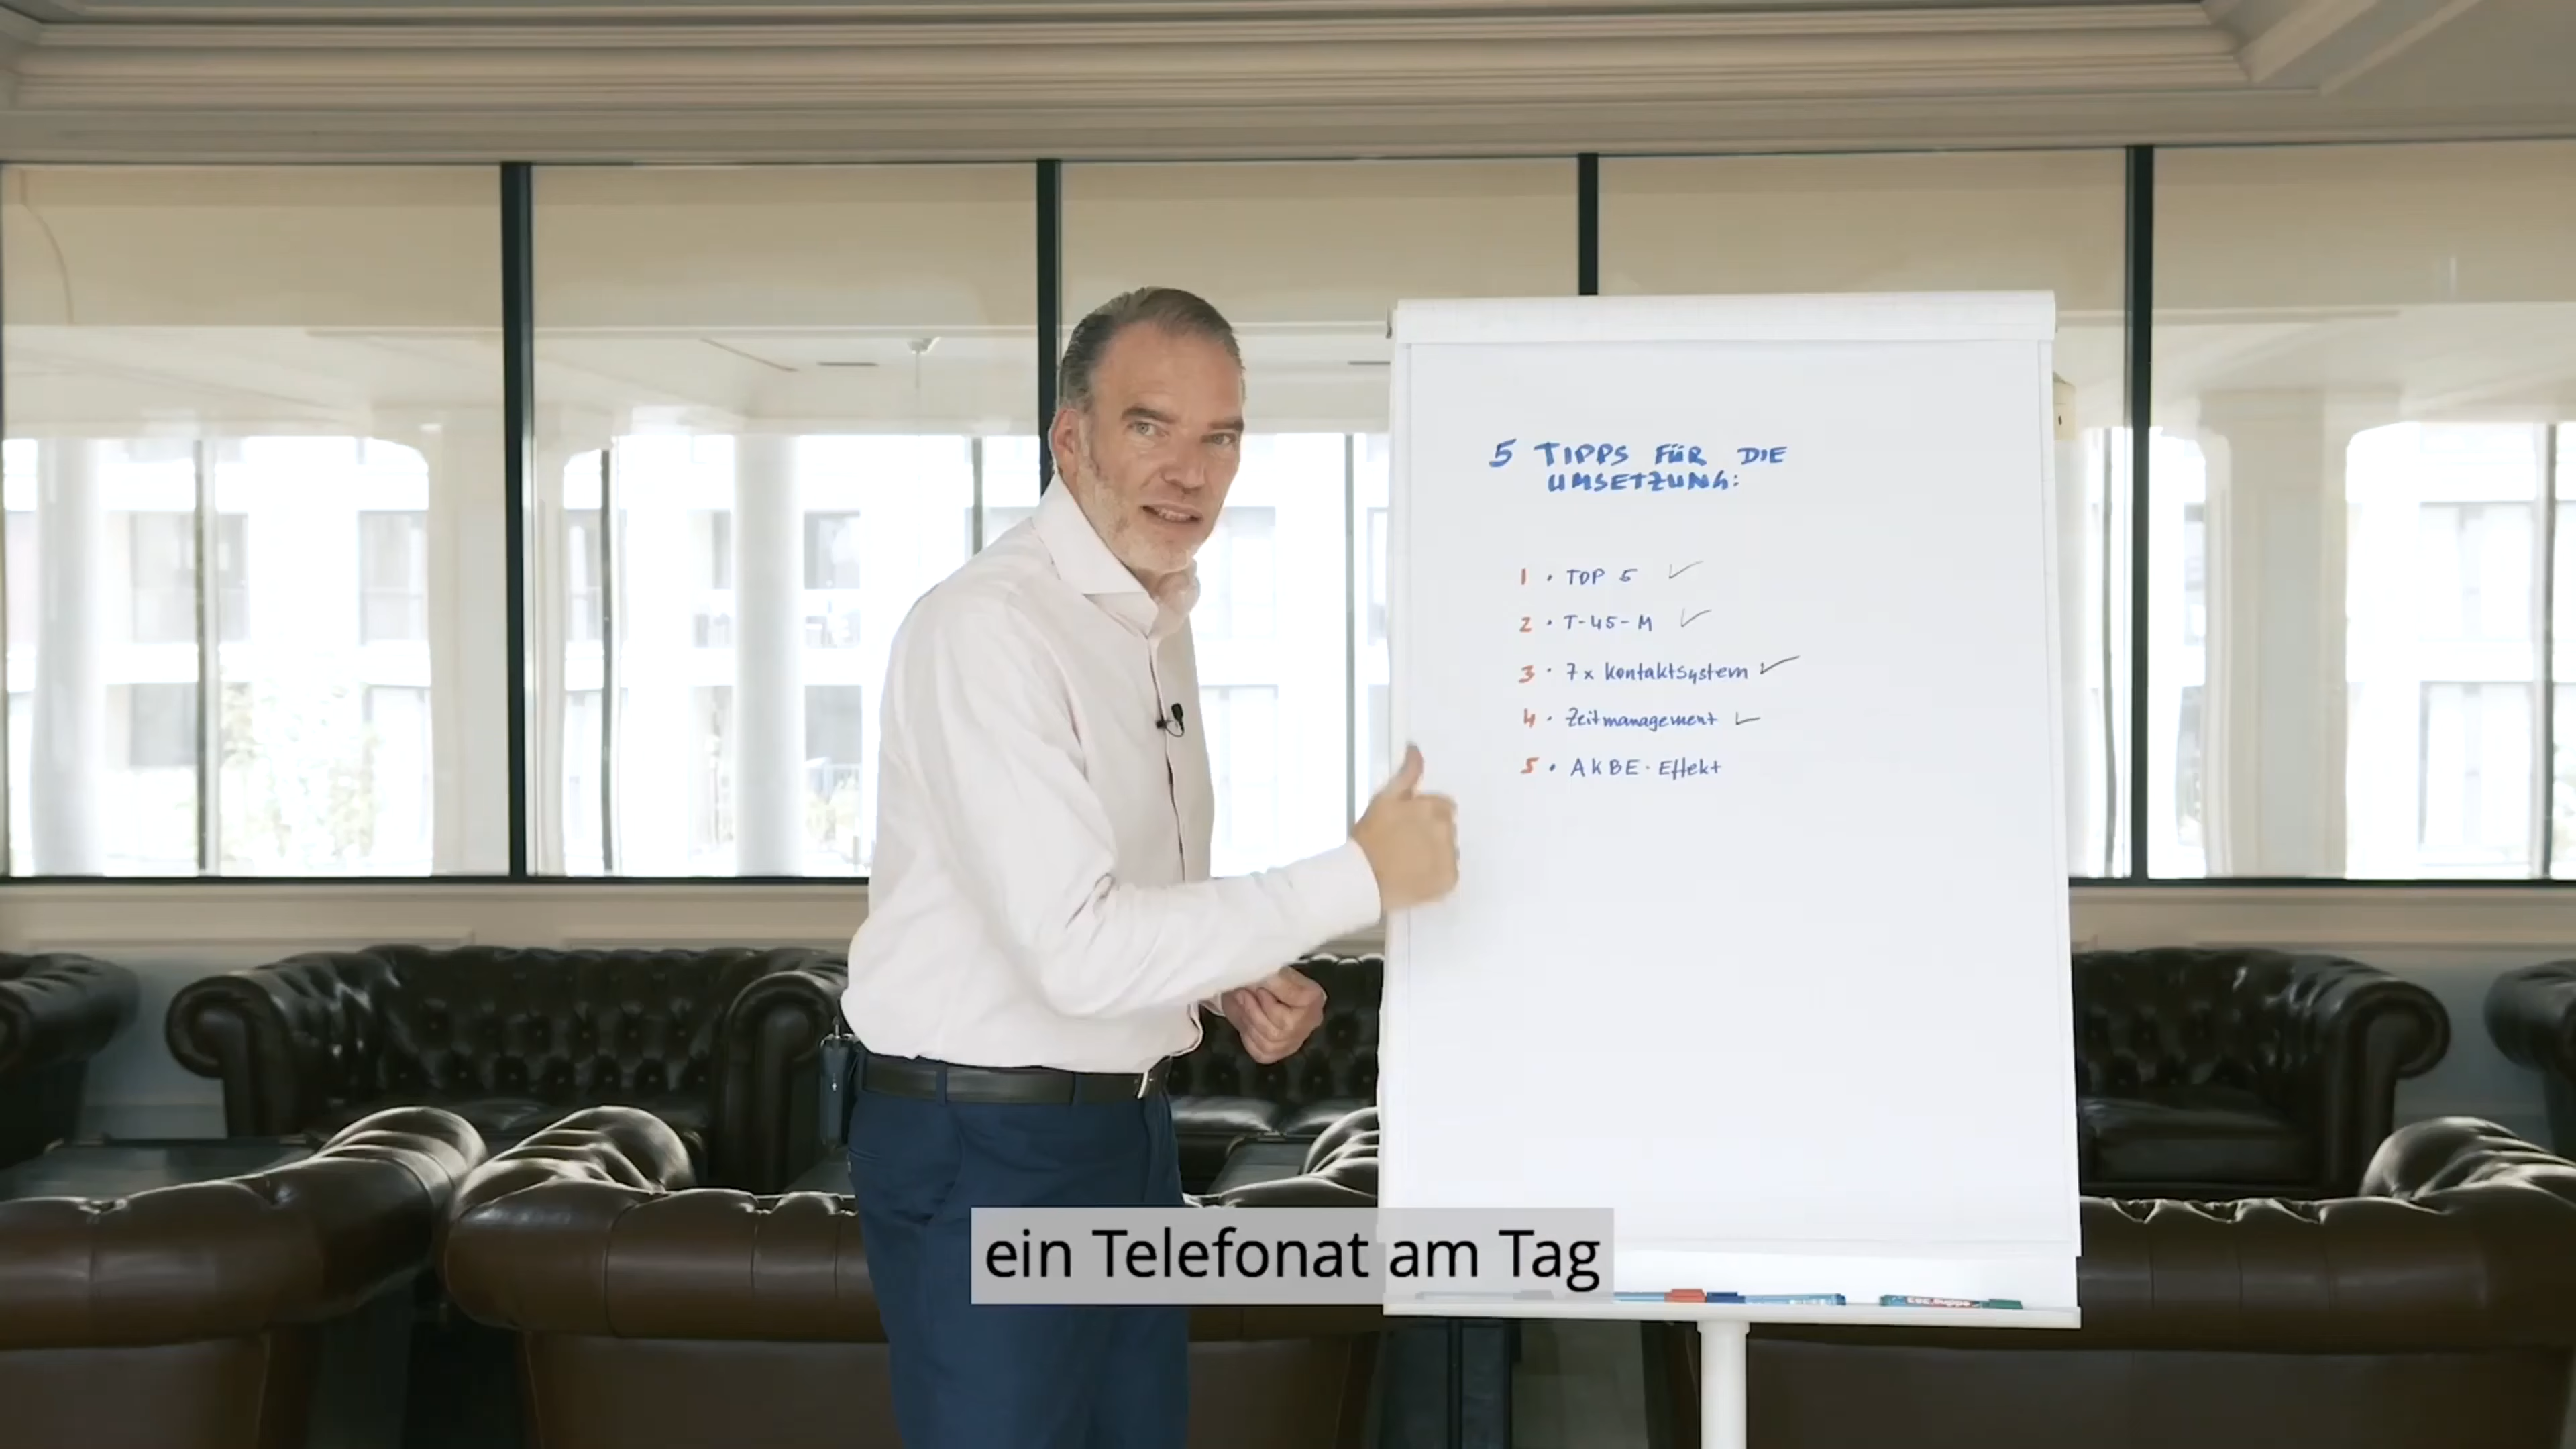 5 TIPPS FÜR DIE
UMSETZUNG:
1 • TOP 5 ✓
2 • T-45-M ✓
3 • 7x Kontaktsystem ✓
4 • Zeitmanagement ✓
5 • AKBE-Effekt
ein Telefonat am Tag